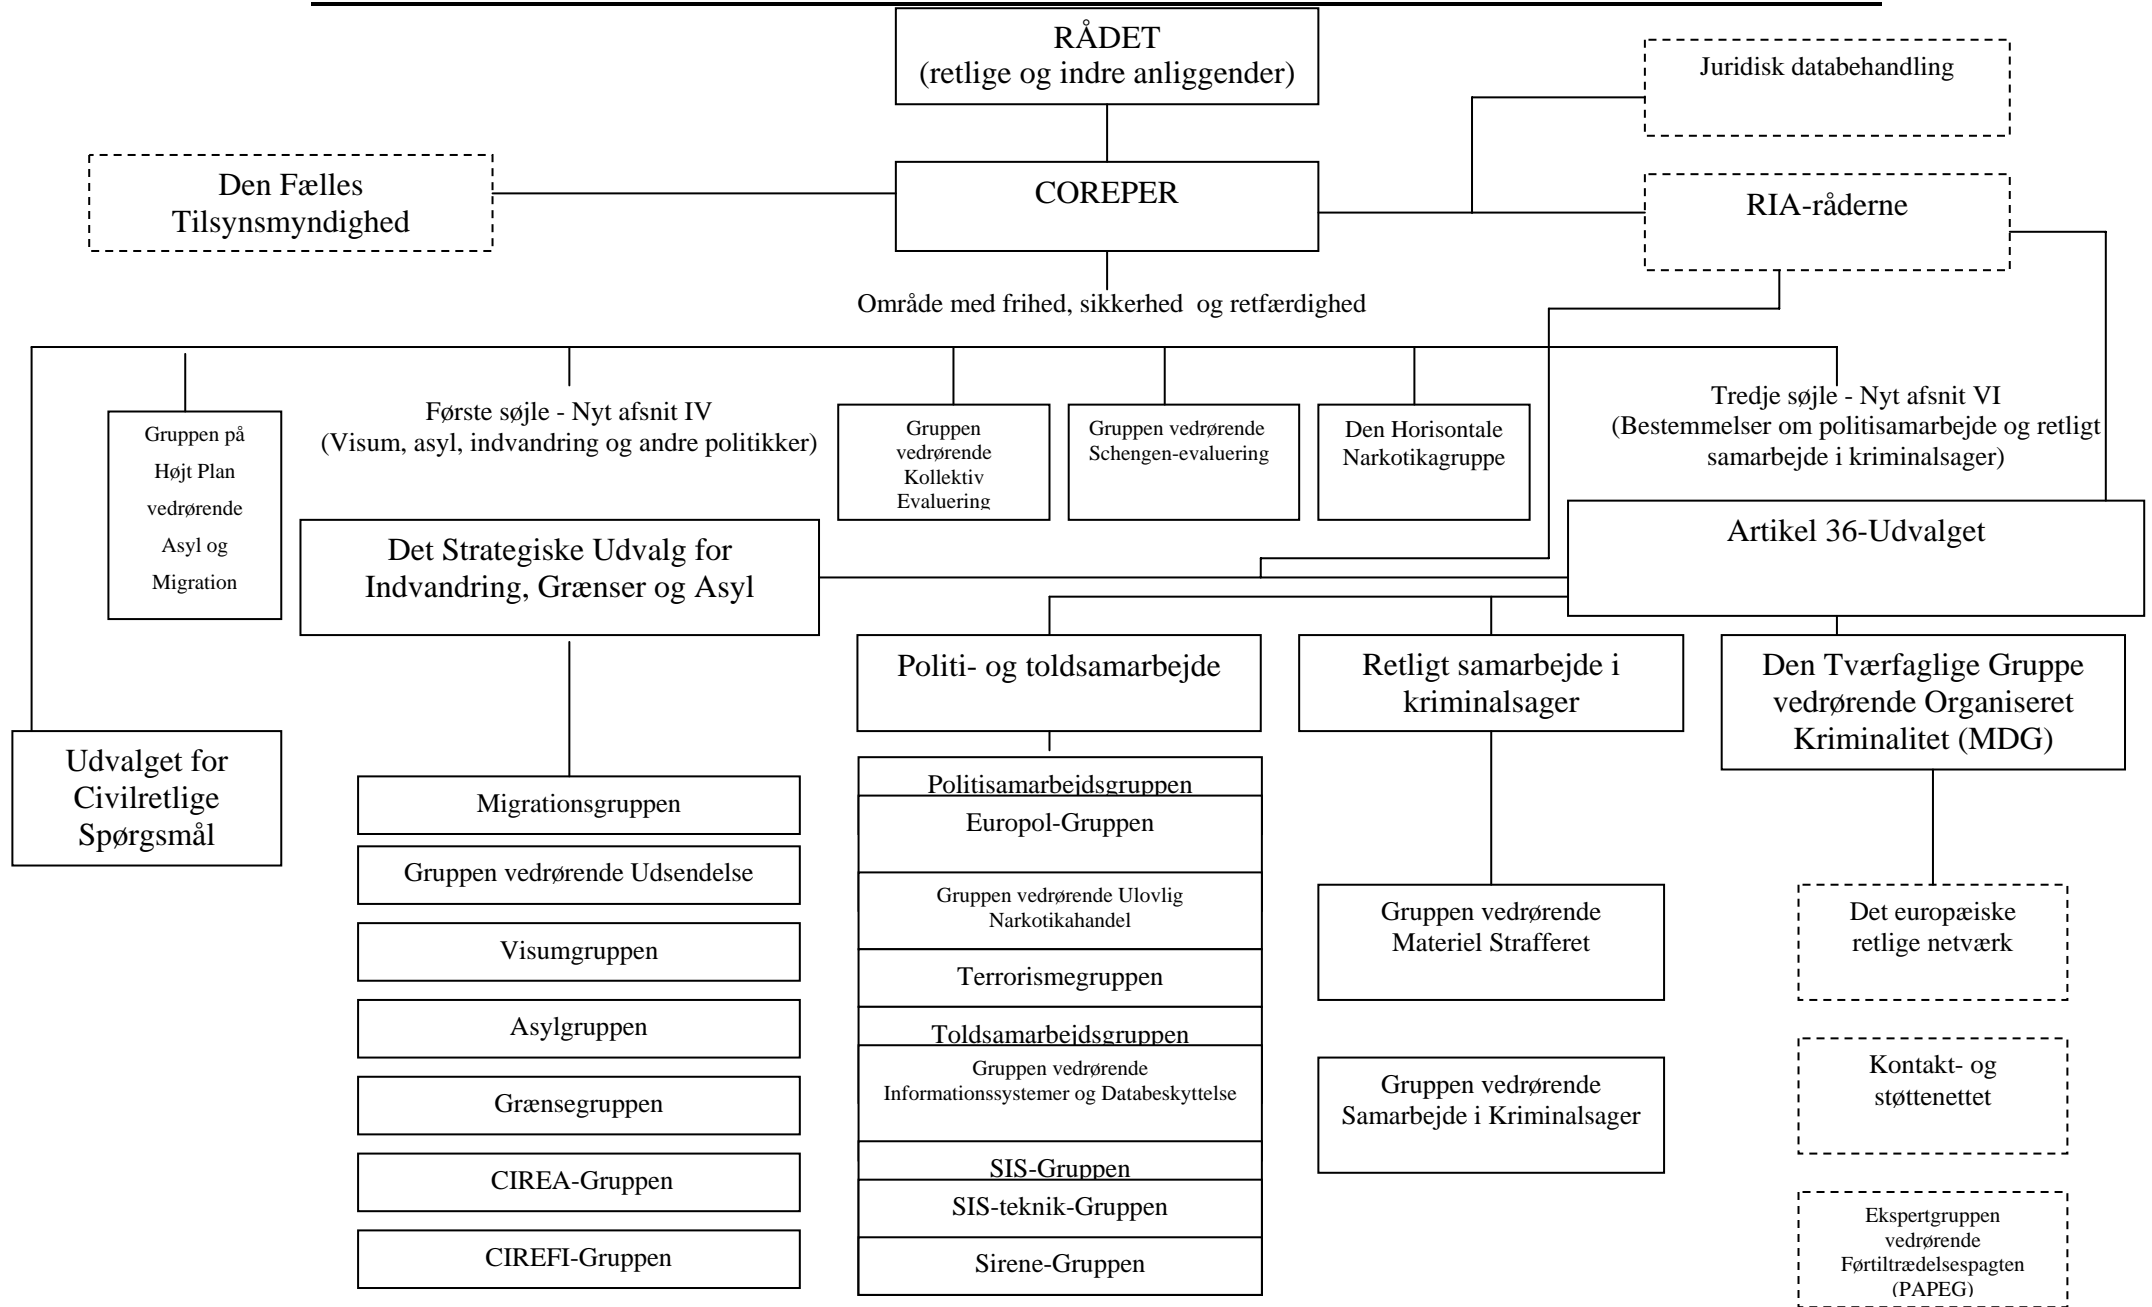 RÅDET
(retlige og indre anliggender)
Juridisk databehandling
Den Fælles
Tilsynsmyndighed
COREPER
RIA-råderne
Område med frihed, sikkerhed  og retfærdighed
Gruppen på
Højt Plan
vedrørende
Asyl og
Migration
Første søjle - Nyt afsnit IV
(Visum, asyl, indvandring og andre politikker)
Gruppen
vedrørende
Kollektiv
Evaluering
Gruppen vedrørende
Schengen-evaluering
Den Horisontale
Narkotikagruppe
Tredje søjle - Nyt afsnit VI
(Bestemmelser om politisamarbejde og retligt
samarbejde i kriminalsager)
Det Strategiske Udvalg for
Indvandring, Grænser og Asyl
Artikel 36-Udvalget
Politi- og toldsamarbejde
Retligt samarbejde i
kriminalsager
Den Tværfaglige Gruppe
vedrørende Organiseret
Kriminalitet (MDG)
Udvalget for
Civilretlige
Spørgsmål
Migrationsgruppen
Gruppen vedrørende Udsendelse
Visumgruppen
Asylgruppen
Grænsegruppen
CIREA-Gruppen
CIREFI-Gruppen
Politisamarbejdsgruppen
Europol-Gruppen
Gruppen vedrørende Ulovlig
Narkotikahandel
Terrorismegruppen
Toldsamarbejdsgruppen
Gruppen vedrørende
Informationssystemer og Databeskyttelse
SIS-Gruppen
SIS-teknik-Gruppen
Sirene-Gruppen
Gruppen vedrørende
Materiel Strafferet
Gruppen vedrørende
Samarbejde i Kriminalsager
Det europæiske
retlige netværk
Kontakt- og
støttenettet
Ekspertgruppen
vedrørende
Førtiltrædelsespagten
(PAPEG)